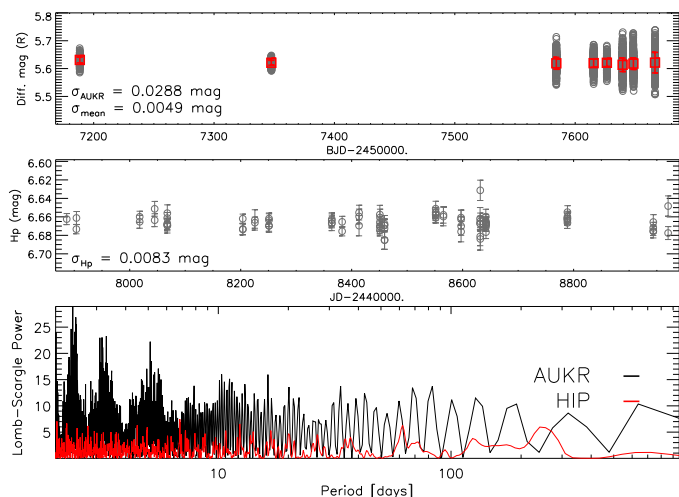 5.8
5.7
5.6
5.5
Diff. mag (R)
σAUKR = 0.0288 mag
σmean = 0.0049 mag
7200 7300 7400 7500 7600
BJD-2450000.
6.60
6.62
6.64
6.66
6.68
6.70
Hp (mag)
σHp = 0.0083 mag
8000 8200 8400 8600 8800
JD-2440000.
25
20
15
10
5
Lomb-Scargle Power
AUKR
HIP
10 100
Period [days]